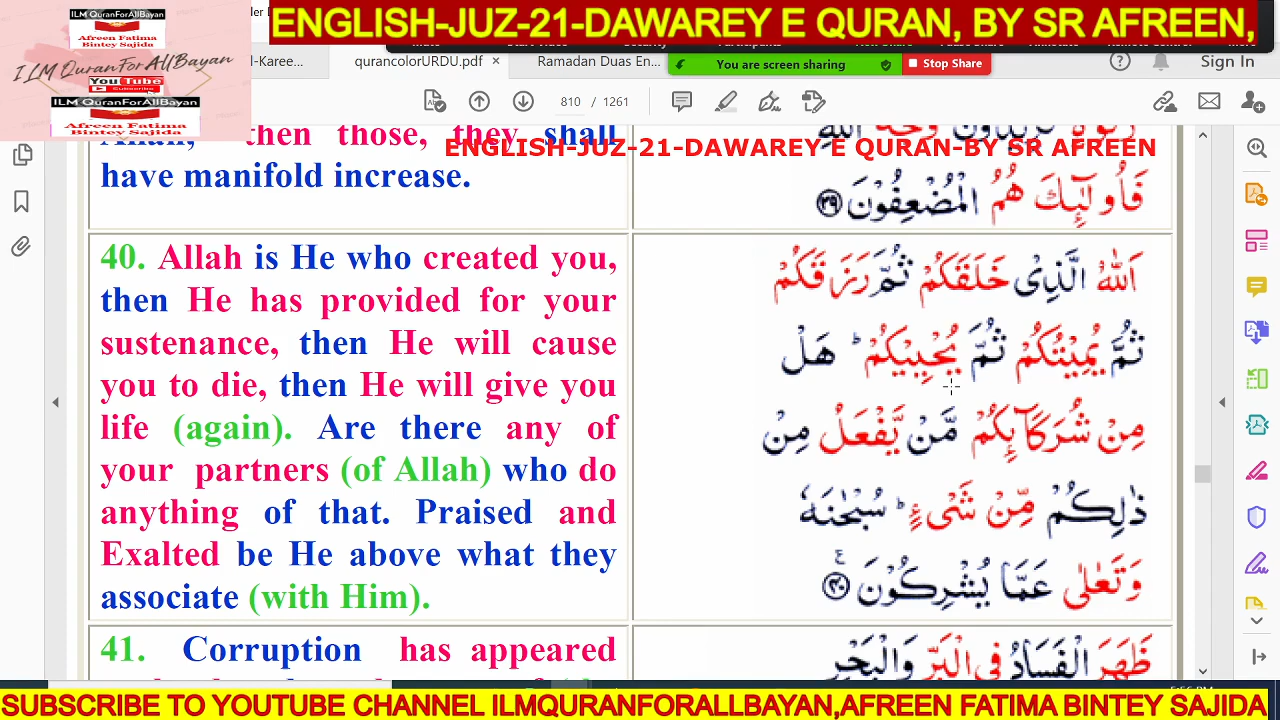 ENGLISH-JUZ-21-DAWAREY E QURAN, BY SR AFREEN,
ILM QuranForAllBayan
Afreen Fatima
Bintey Sajida
ILM QuranForAllBayan
YouTube
Subscribe
ILM QuranForAllBayan
Afreen Fatima
Bintey Sajida
l-Karee...
qurancolorURDU.pdf
Ramadan Duas En...
You are screen sharing
Stop Share
Sign In
810 / 1261
ENGLISH-JUZ-21-DAWAREY E QURAN-BY SR AFREEN
Allah, then those, they shall
have manifold increase.
فَاُولٰٓئِكَ هُمُ الْمُضْعِفُوْنَ ۳۹
40. Allah is He who created you,
then He has provided for your
sustenance, then He will cause
you to die, then He will give you
life (again). Are there any of
your partners (of Allah) who do
anything of that. Praised and
Exalted be He above what they
associate (with Him).
اَللّٰهُ الَّذِىْ خَلَقَكُمْ ثُمَّ رَزَقَكُمْ
ثُمَّ يُمِيْتُكُمْ ثُمَّ يُحْيِيْكُمْ ؕ هَلْ
مِنْ شُرَكَآئِكُمْ مَّنْ يَّفْعَلُ مِنْ
ذٰلِكُمْ مِّنْ شَىْءٍ ؕ سُبْحٰنَهٗ
وَتَعٰلٰى عَمَّا يُشْرِكُوْنَ ۴۰
41. Corruption has appeared
ظَهَرَ الْفَسَادُ فِى الْبَرِّ وَالْبَحْرِ
SUBSCRIBE TO YOUTUBE CHANNEL ILMQURANFORALLBAYAN,AFREEN FATIMA BINTEY SAJIDA